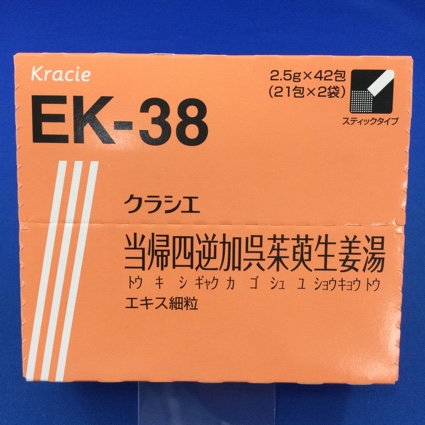 Kracie
2.5g×42包
(21包×2袋)
EK-38
スティックタイプ
クラシエ
当帰四逆加呉茱萸生姜湯
トウ キ シ ギャク カ ゴ シュ ユ ショウキョウ トウ
エキス細粒